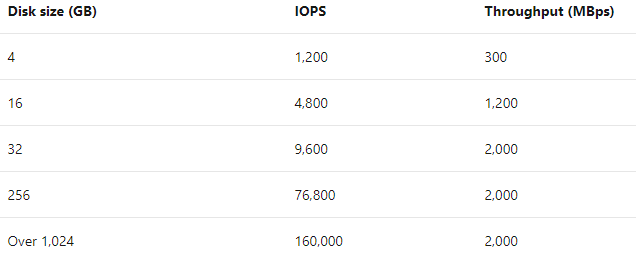 Disk size (GB) IOPS Throughput (MBps)
4 1,200 300
16 4,800 1,200
32 9,600 2,000
256 76,800 2,000
Over 1,024 160,000 2,000